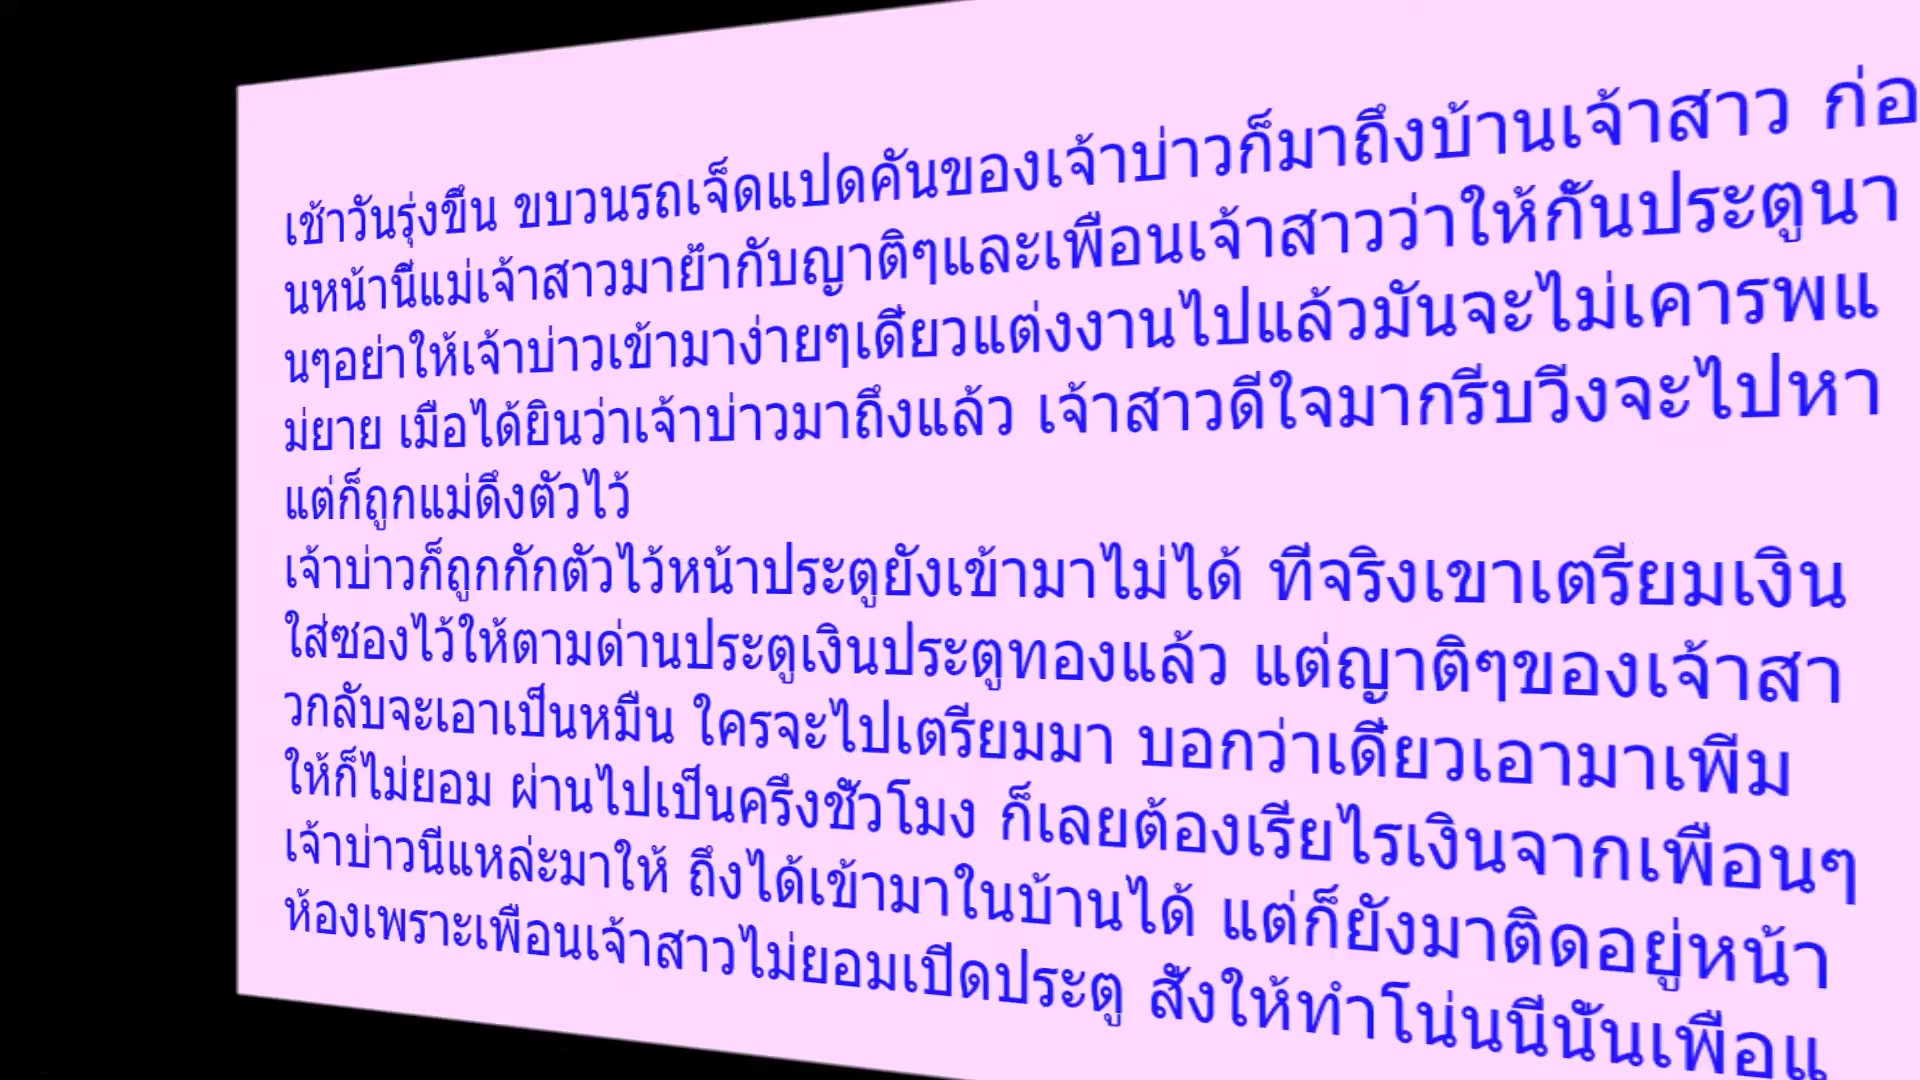 เช้าวันรุ่งขึ้น ขบวนรถเจ็ดแปดคันของเจ้าบ่าวก็มาถึงบ้านเจ้าสาว ก่อ
นหน้านี้แม่เจ้าสาวมาย้ำกับญาติๆและเพื่อนเจ้าสาวว่าให้กั้นประตูนา
นๆอย่าให้เจ้าบ่าวเข้ามาง่ายๆเดี๋ยวแต่งงานไปแล้วมันจะไม่เคารพแ
ม่ยาย เมื่อได้ยินว่าเจ้าบ่าวมาถึงแล้ว เจ้าสาวดีใจมากรีบวิ่งจะไปหา
แต่ก็ถูกแม่ดึงตัวไว้
เจ้าบ่าวก็ถูกกักตัวไว้หน้าประตูยังเข้ามาไม่ได้ ที่จริงเขาเตรียมเงิน
ใส่ซองไว้ให้ตามด่านประตูเงินประตูทองแล้ว แต่ญาติๆของเจ้าสา
วกลับจะเอาเป็นหมื่น ใครจะไปเตรียมมา บอกว่าเดี๋ยวเอามาเพิ่ม
ให้ก็ไม่ยอม ผ่านไปเป็นครึ่งชั่วโมง ก็เลยต้องเรี่ยไรเงินจากเพื่อนๆ
เจ้าบ่าวนี่แหล่ะมาให้ ถึงได้เข้ามาในบ้านได้ แต่ก็ยังมาติดอยู่หน้า
ห้องเพราะเพื่อนเจ้าสาวไม่ยอมเปิดประตู สั่งให้ทำโน่นนี่นั่นเพื่อแ